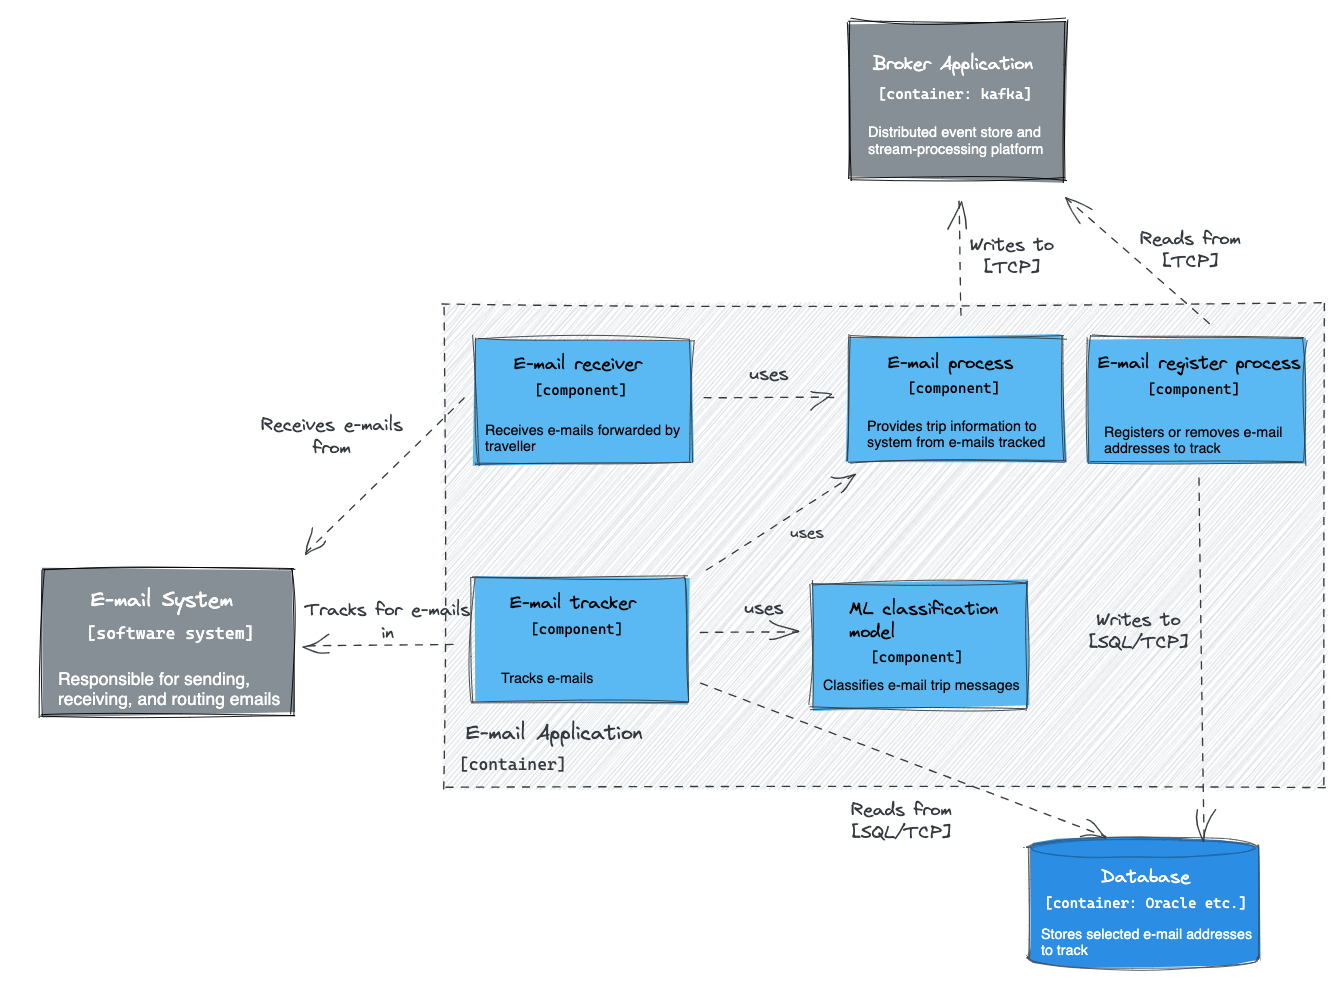 Broker Application
[container: kafka]
Distributed event store and
stream-processing platform
Writes to
[TCP]
Reads from
[TCP]
E-mail receiver
[component]
Receives e-mails forwarded by
traveller
uses
E-mail process
[component]
Provides trip information to
system from e-mails tracked
E-mail register process
[component]
Registers or removes e-mail
addresses to track
Receives e-mails
from
uses
E-mail System
[software system]
Responsible for sending,
receiving, and routing emails
Tracks for e-mails
in
E-mail tracker
[component]
Tracks e-mails
uses
ML classification
model
[component]
Classifies e-mail trip messages
Writes to
[SQL/TCP]
E-mail Application
[container]
Reads from
[SQL/TCP]
Database
[container: Oracle etc.]
Stores selected e-mail addresses
to track